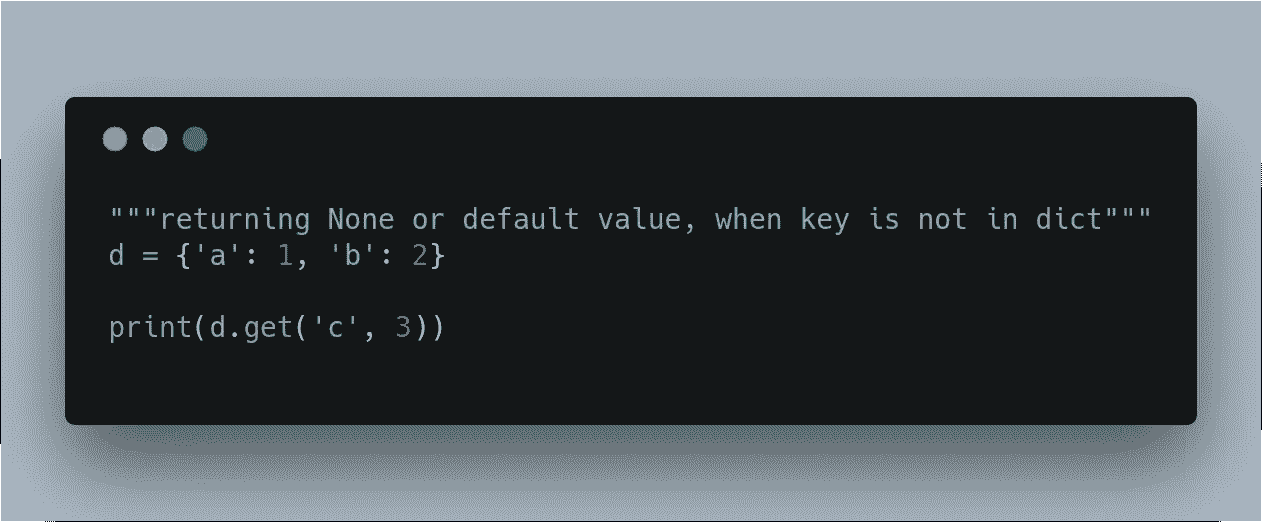 """returning None or default value, when key is not in dict"""
d = {'a': 1, 'b': 2}
print(d.get('c', 3))